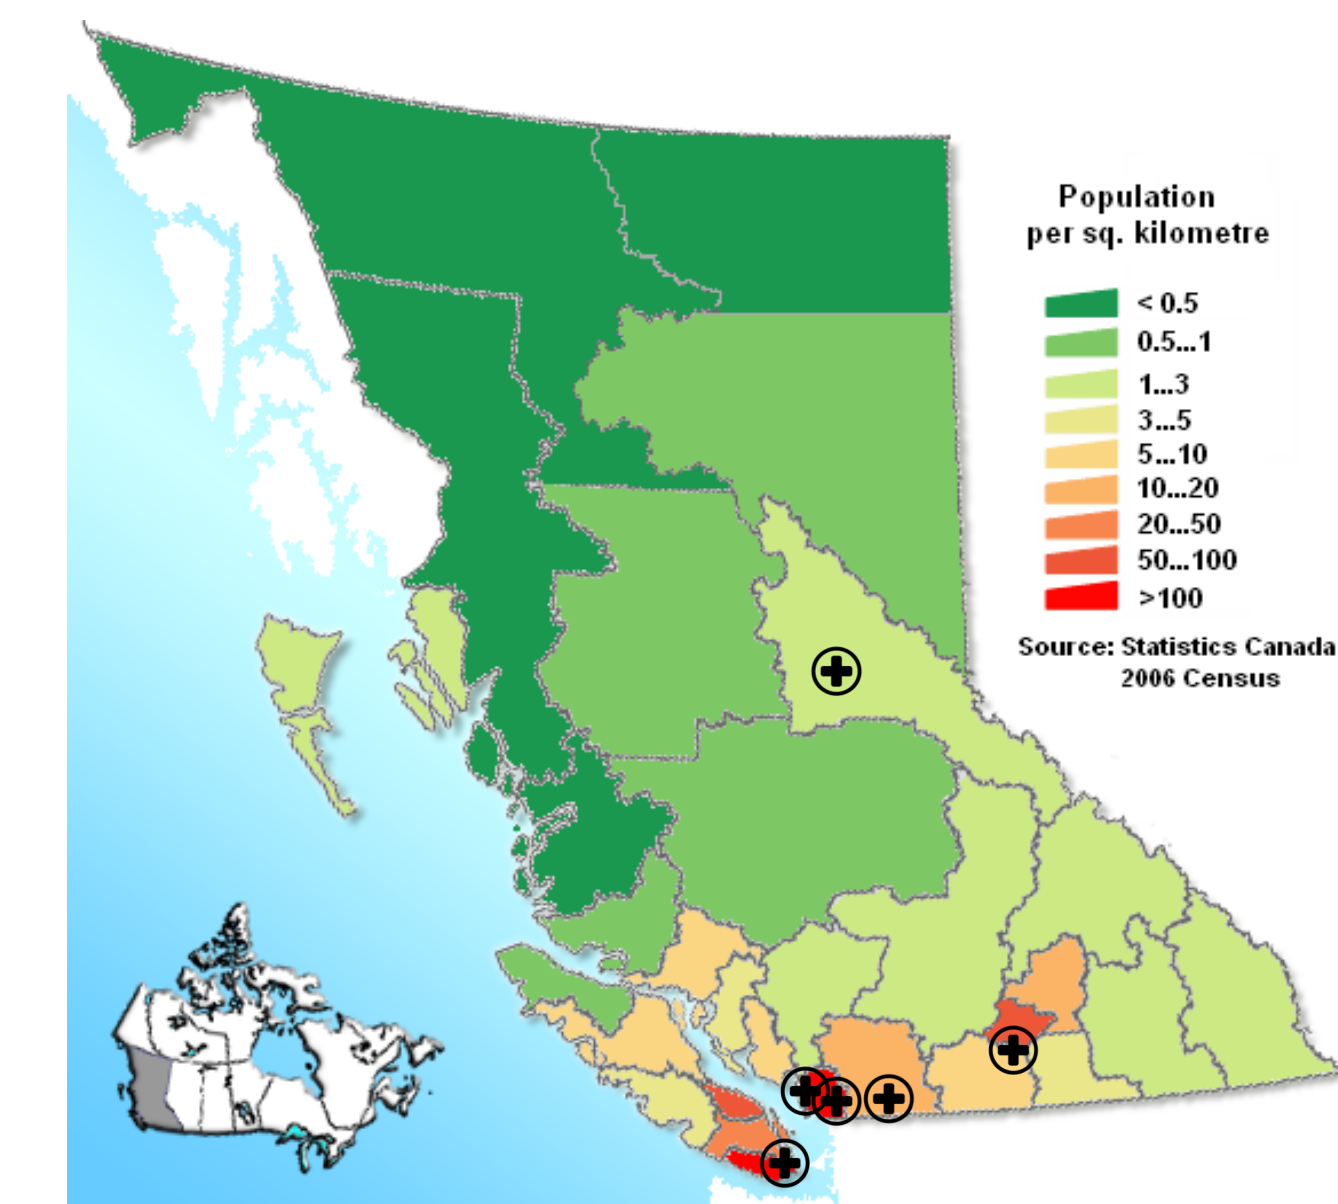 Population
per sq. kilometre
< 0.5
0.5...1
1...3
3...5
5...10
10...20
20...50
50...100
>100
Source: Statistics Canada
2006 Census